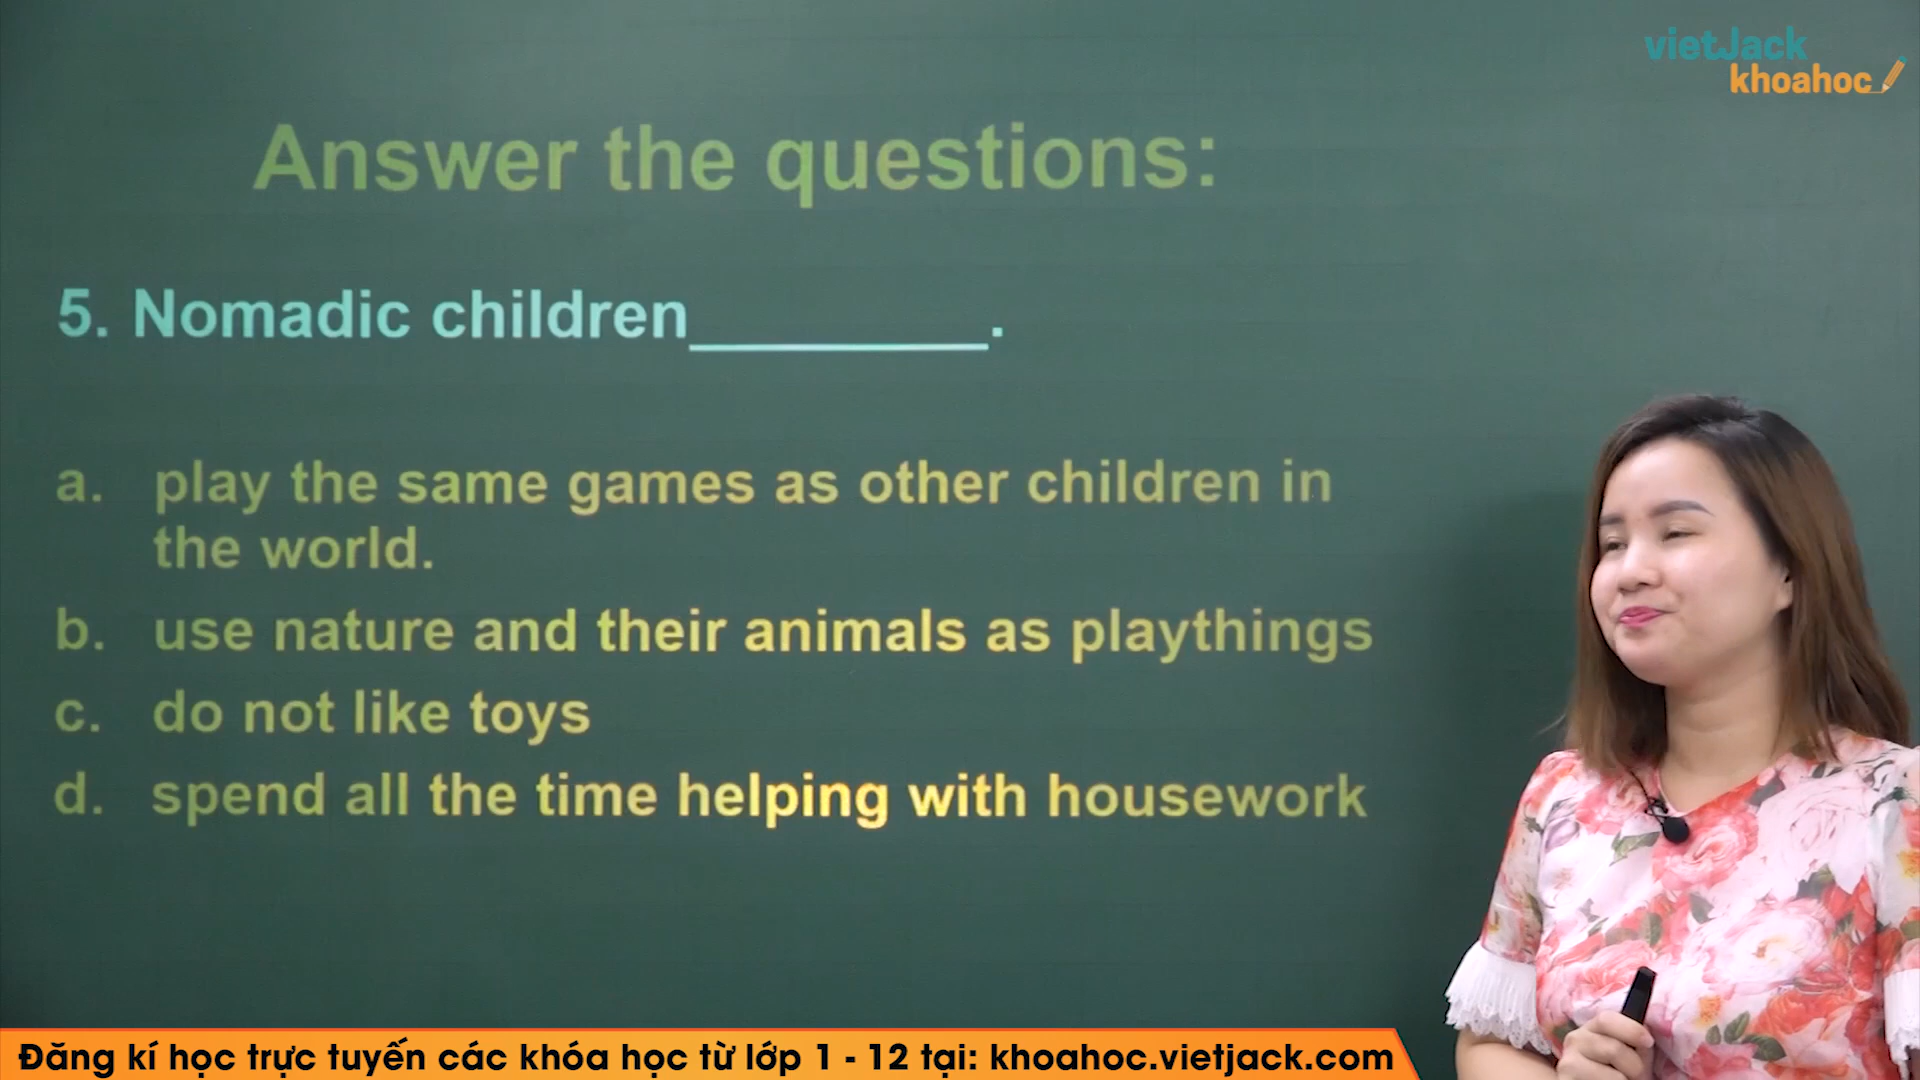 vietJack
khoahoc
Answer the questions:
5. Nomadic children_________.
a. play the same games as other children in
the world.
b. use nature and their animals as playthings
c. do not like toys
d. spend all the time helping with housework
Đăng kí học trực tuyến các khóa học từ lớp 1 - 12 tại: khoahoc.vietjack.com